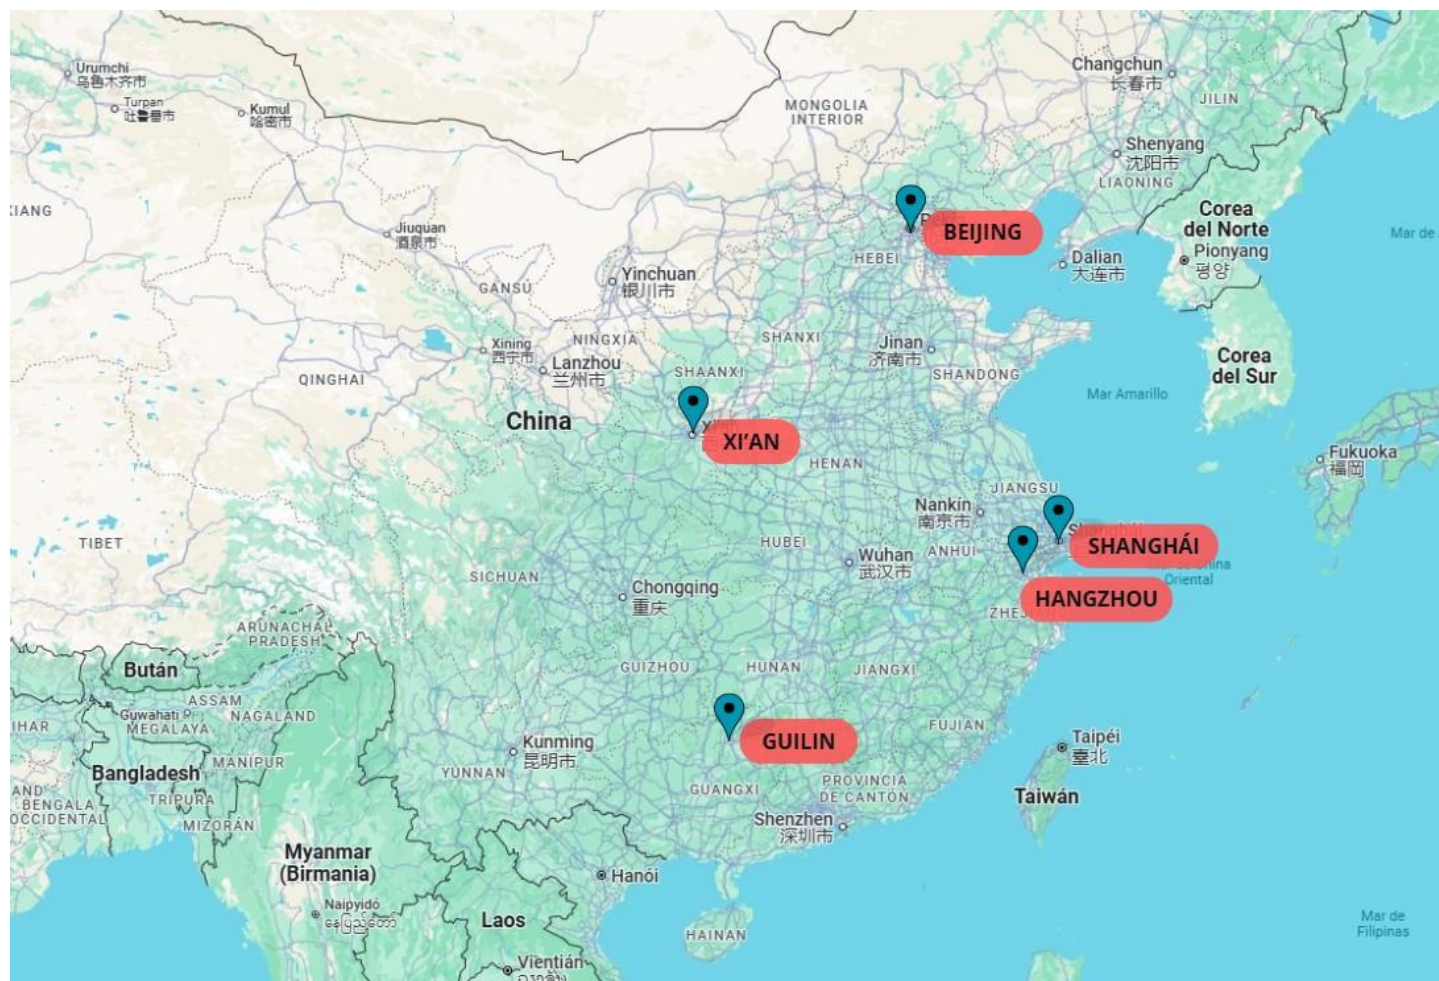 Urumchi
乌鲁木齐市
Turpan
吐鲁番市
Kumul
哈密市
MONGOLIA
INTERIOR
Changchun
长春市
JILIN
Shenyang
沈阳市
LIAONING
Corea
del Norte
Pionyang
평양
Mar de
XIANG
Jiuquan
酒泉市
BEIJING
HEBEI
Dalian
大连市
Yinchuan
银川市
GANSU
NINGXIA
SHANXI
Jinan
济南市
SHANDONG
Xining
西宁市
Lanzhou
兰州市
SHAANXI
QINGHAI
Corea
del Sur
Mar Amarillo
China
XI'AN
HENAN
Fukuoka
福岡
JIANGSU
Nankín
南京市
TIBET
HUBEI
ANHUI
Wuhan
武汉市
SHANGHÁI
Oriental
SICHUAN
Chongqing
重庆
HANGZHOU
ARUNACHAL
PRADESH
Bután
GUIZHOU
HUNAN
JIANGXI
ASSAM
Guwahati
NAGALAND
MEGALAYA
IHAR
FUJIAN
GUILIN
Kunming
昆明市
Taipéi
臺北
MANIPUR
Bangladesh
YUNNAN
GUANGXI
PROVINCIA
DE CANTÓN
Taiwán
AND
BENGALA
OCCIDENTAL
TRIPURA
MIZORÁN
Shenzhen
深圳市
Myanmar
(Birmania)
Hanói
Naipyidó
နေပြည်တော်
Laos
HAINAN
Mar de
Filipinas
Vientián